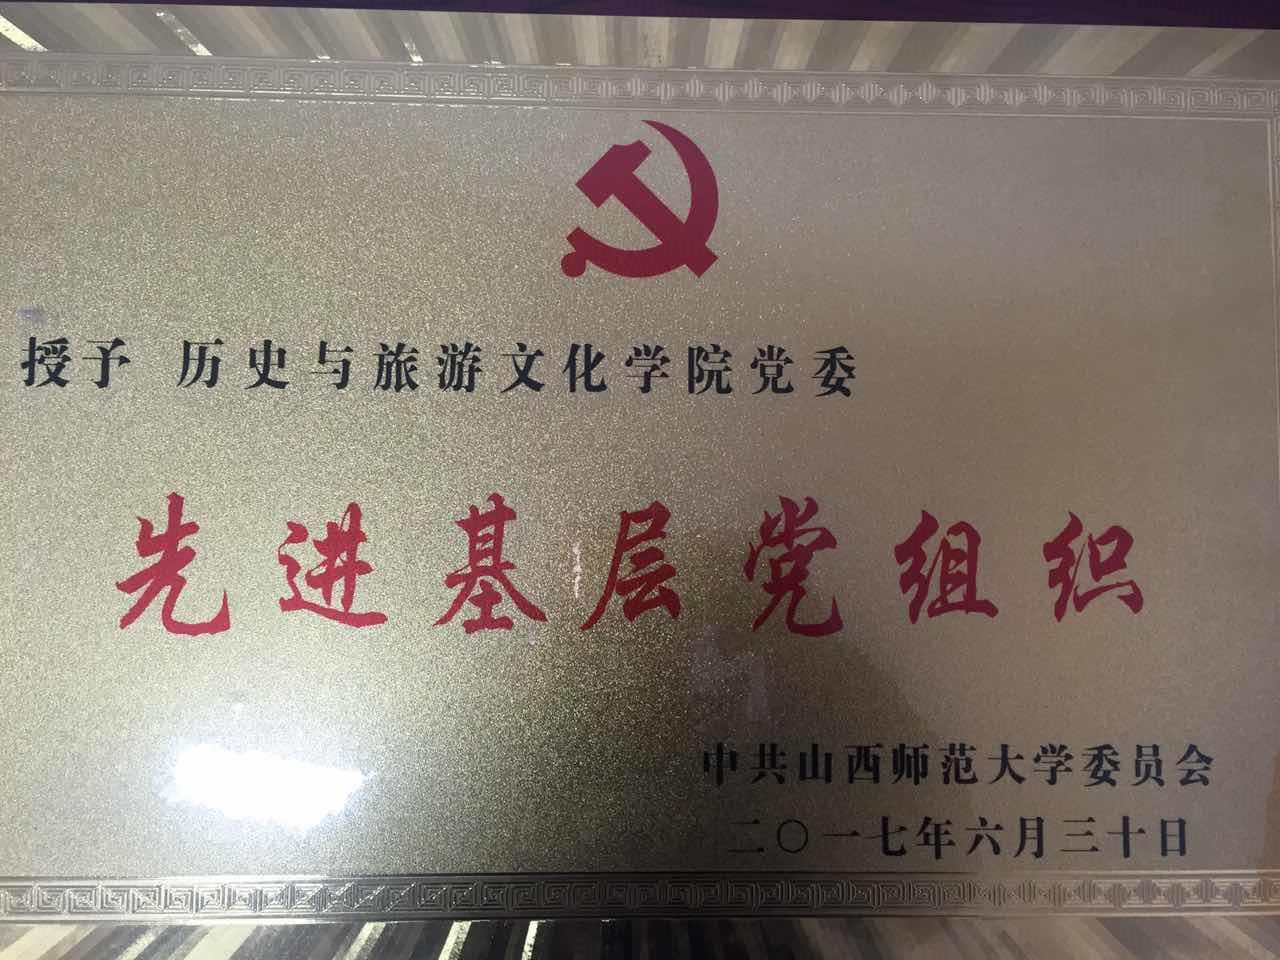 授予 历史与旅游文化学院党委
先进基层党组织
中共山西师范大学委员会
二〇一七年六月三十日